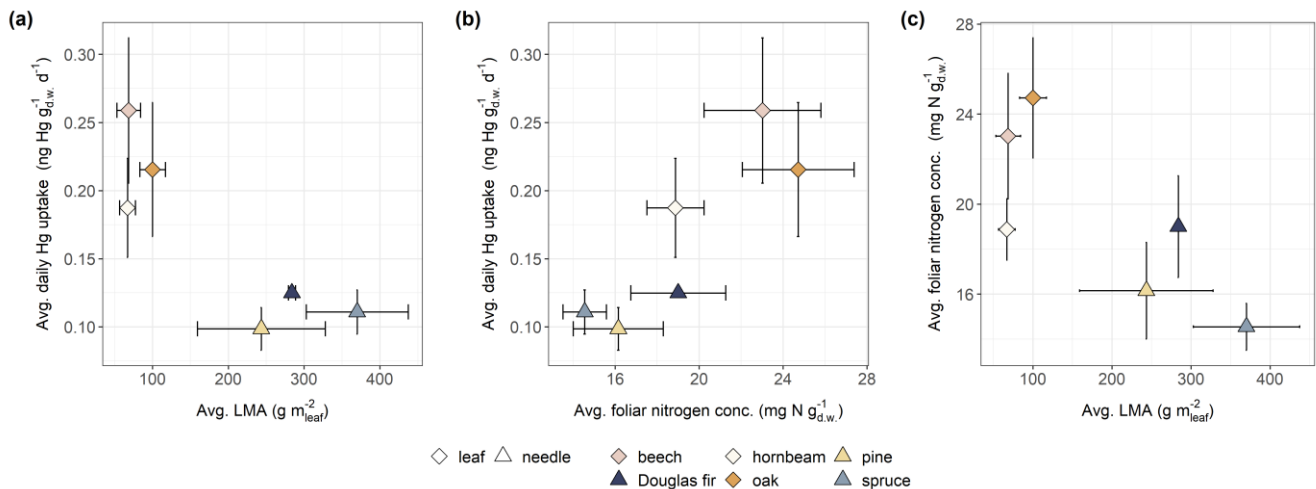 (a)
(b)
(c)
Avg. daily Hg uptake (ng Hg g⁻¹d.w. d⁻¹)
0.30
0.25
0.20
0.15
0.10
100 200 300 400
Avg. LMA (g m⁻²leaf)
Avg. daily Hg uptake (ng Hg g⁻¹d.w. d⁻¹)
0.30
0.25
0.20
0.15
0.10
16 20 24 28
Avg. foliar nitrogen conc. (mg N g⁻¹d.w.)
Avg. foliar nitrogen conc. (mg N g⁻¹d.w.)
28
24
20
16
100 200 300 400
Avg. LMA (g m⁻²leaf)
leaf needle beech hornbeam pine
Douglas fir oak spruce